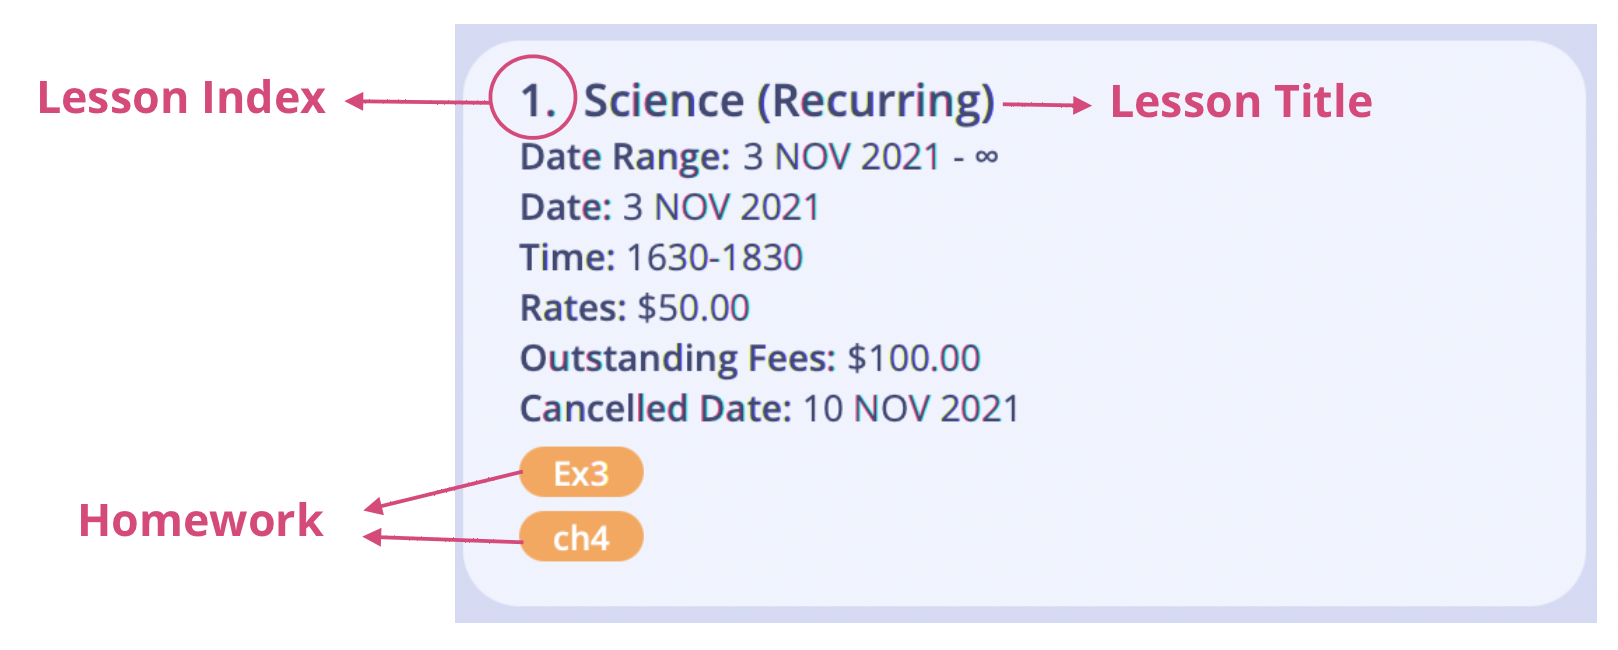 Lesson Index
1. Science (Recurring)
Lesson Title
Date Range: 3 NOV 2021 - ∞
Date: 3 NOV 2021
Time: 1630-1830
Rates: $50.00
Outstanding Fees: $100.00
Cancelled Date: 10 NOV 2021
Homework
Ex3
ch4